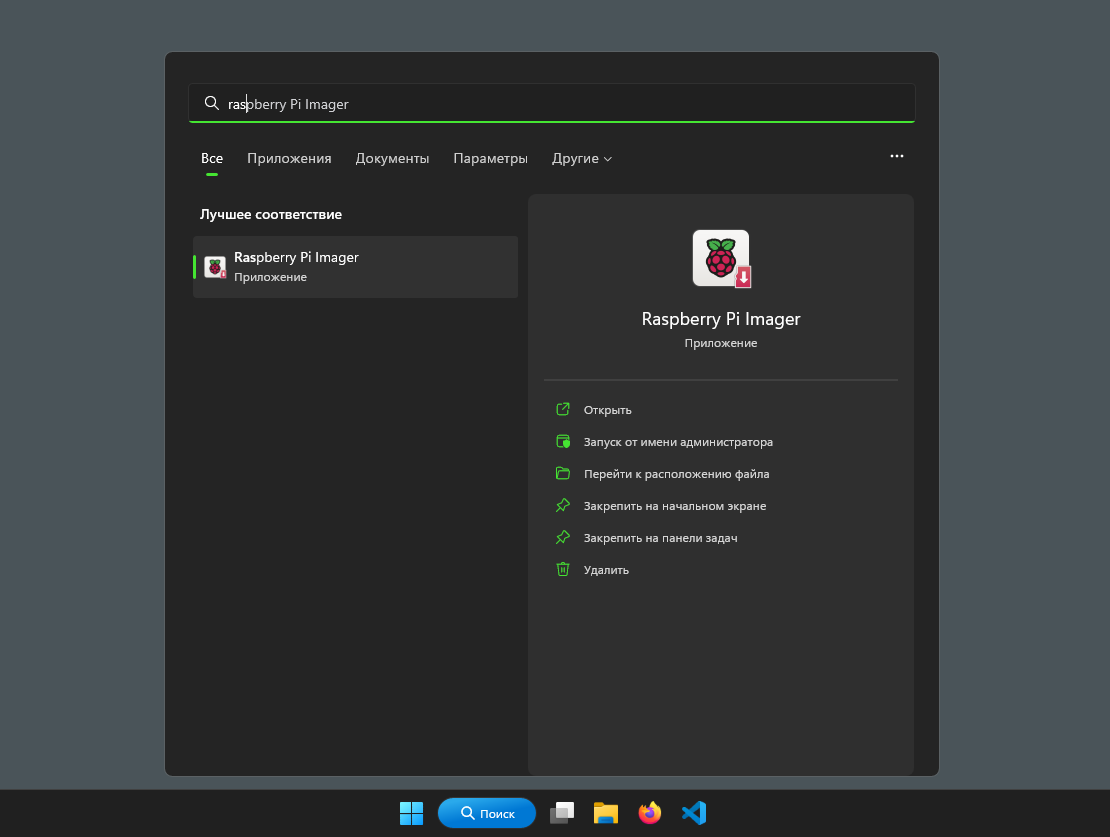 raspberry Pi Imager
Все Приложения Документы Параметры Другие
Лучшее соответствие
Raspberry Pi Imager
Приложение
Raspberry Pi Imager
Приложение
Открыть
Запуск от имени администратора
Перейти к расположению файла
Закрепить на начальном экране
Закрепить на панели задач
Удалить
Поиск